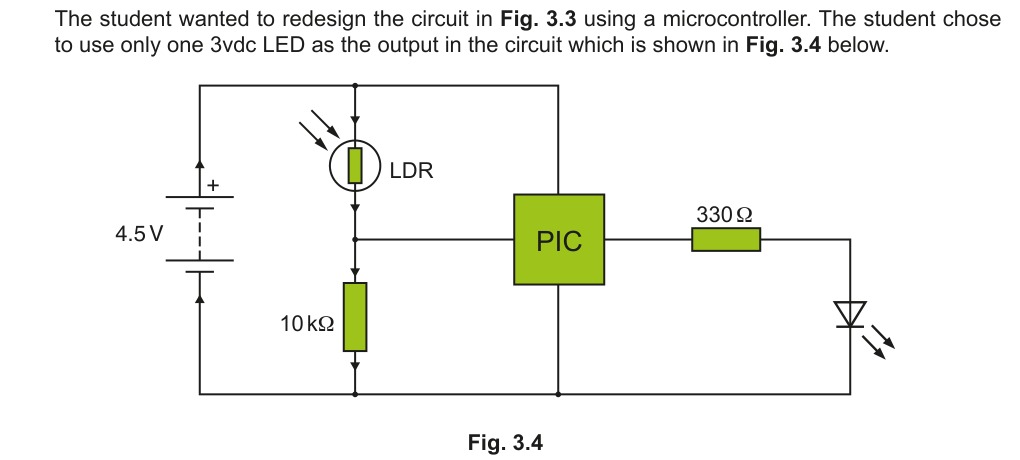 The student wanted to redesign the circuit in Fig. 3.3 using a microcontroller. The student chose
to use only one 3vdc LED as the output in the circuit which is shown in Fig. 3.4 below.
LDR
+
330 Ω
4.5 V
PIC
10 kΩ
Fig. 3.4